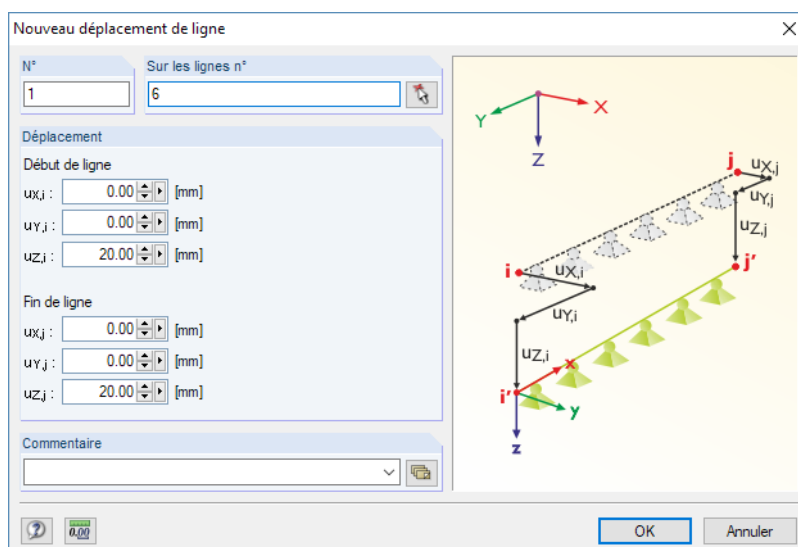 Nouveau déplacement de ligne
N°
Sur les lignes n°
1
6
Déplacement
Début de ligne
uX,i : 0.00 [mm]
uY,i : 0.00 [mm]
uZ,i : 20.00 [mm]
Fin de ligne
uX,j : 0.00 [mm]
uY,j : 0.00 [mm]
uZ,j : 20.00 [mm]
Commentaire
Y
X
Z
j
uX,j
uY,j
uZ,j
j'
i
uX,i
uY,i
uZ,i
x
i'
y
z
0.00
OK
Annuler